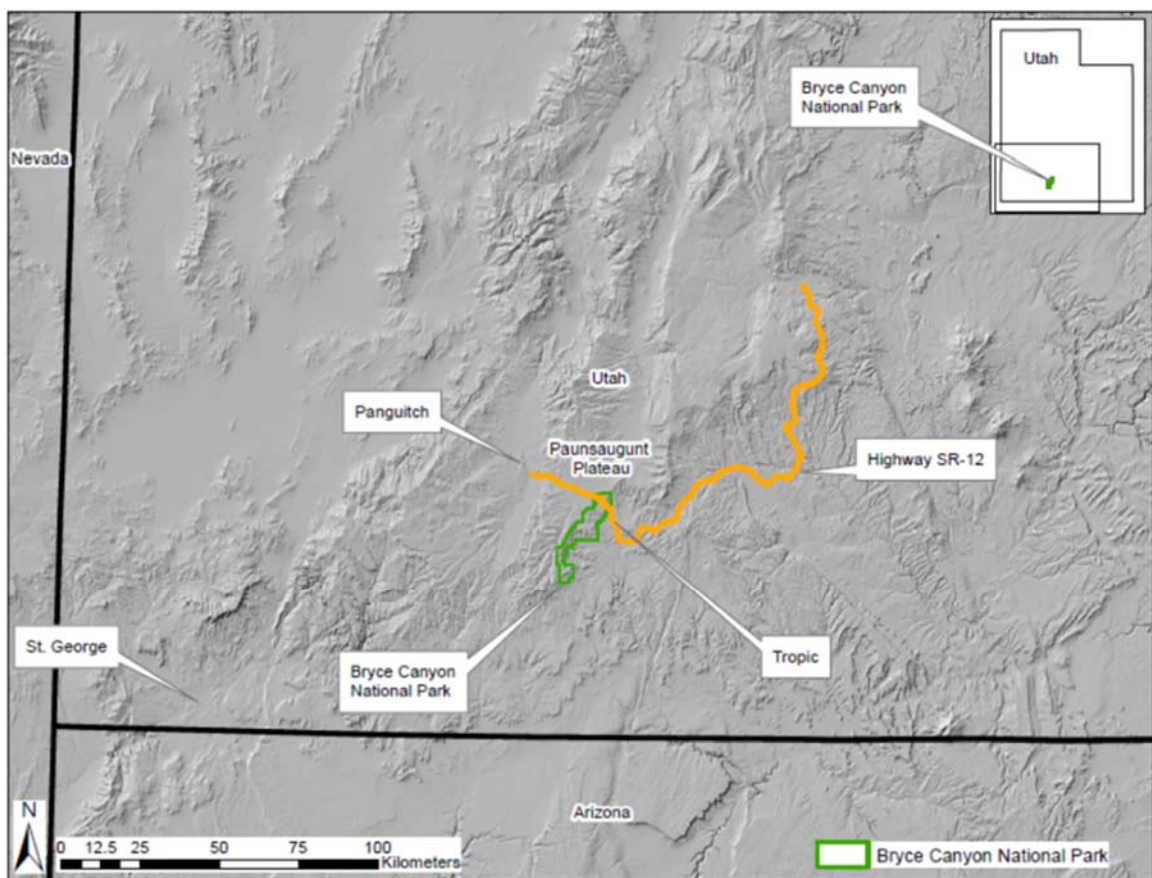 Utah
Bryce Canyon
National Park
Nevada
Utah
Panguitch
Paunsaugunt
Plateau
Highway SR-12
St. George
Bryce Canyon
National Park
Tropic
Arizona
N
0 12.5 25 50 75 100
Kilometers
Bryce Canyon National Park